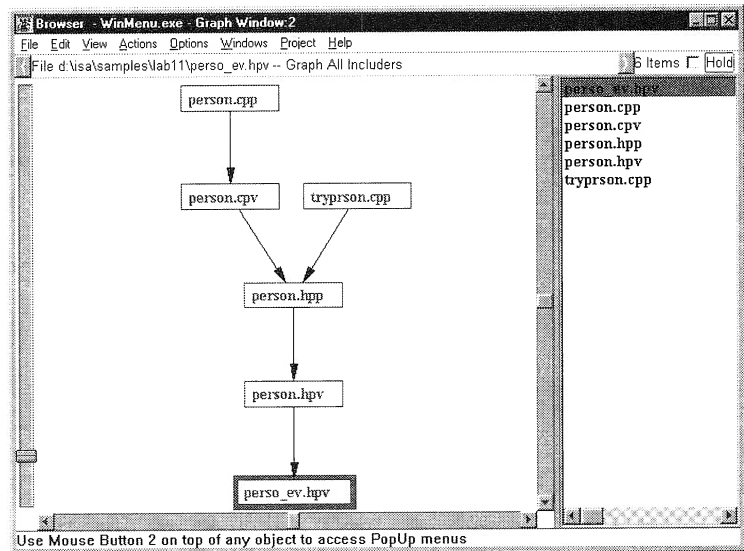 Browser - WinMenu.exe - Graph Window:2
File Edit View Actions Options Windows Project Help
File d:\isa\samples\lab11\perso_ev.hpv -- Graph All Includers
6 Items
Hold
person.cpp
person.cpv
tryprson.cpp
person.hpp
person.hpv
perso_ev.hpv
perso_ev.hpv
person.cpp
person.cpv
person.hpp
person.hpv
tryprson.cpp
Use Mouse Button 2 on top of any object to access PopUp menus